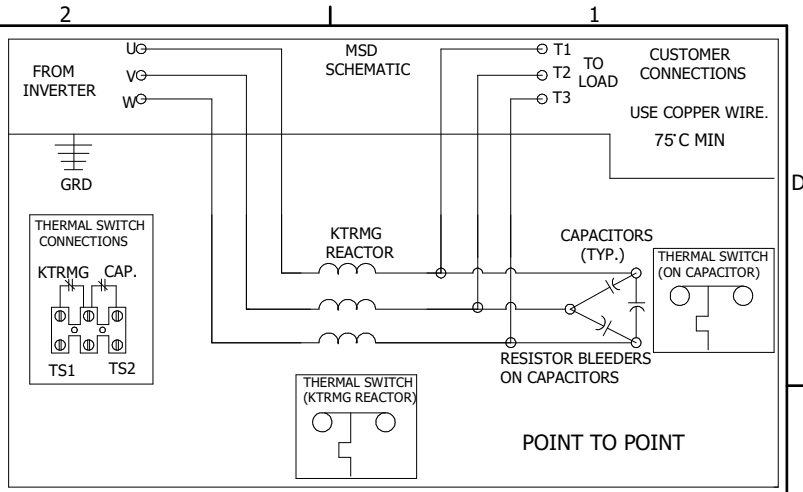 2
1
U
V
W
FROM
INVERTER
MSD
SCHEMATIC
T1
T2
T3
TO
LOAD
CUSTOMER
CONNECTIONS
USE COPPER WIRE.
75°C MIN
D
GRD
THERMAL SWITCH
CONNECTIONS
KTRMG
CAP.
TS1
TS2
KTRMG
REACTOR
CAPACITORS
(TYP.)
THERMAL SWITCH
(ON CAPACITOR)
RESISTOR BLEEDERS
ON CAPACITORS
THERMAL SWITCH
(KTRMG REACTOR)
POINT TO POINT